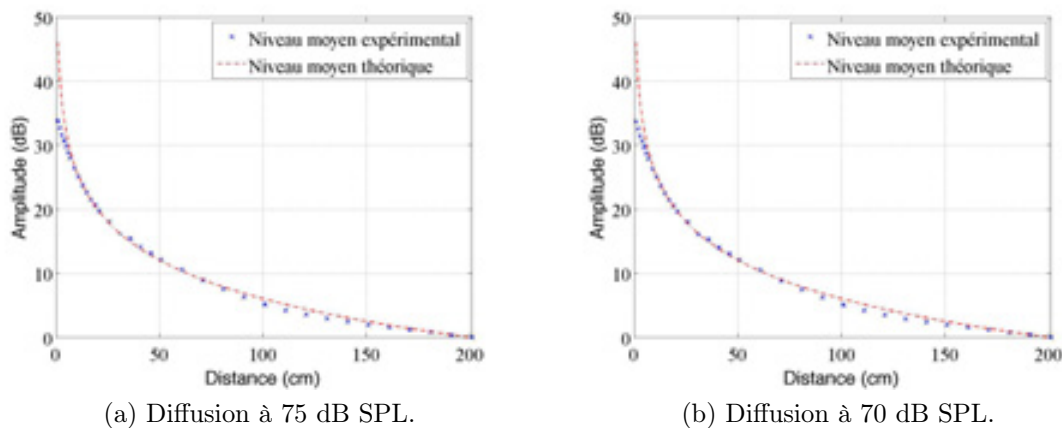 50
40
30
20
10
0
Amplitude (dB)
Niveau moyen expérimental
Niveau moyen théorique
0 50 100 150 200
Distance (cm)
(a) Diffusion à 75 dB SPL.
50
40
30
20
10
0
Amplitude (dB)
Niveau moyen expérimental
Niveau moyen théorique
0 50 100 150 200
Distance (cm)
(b) Diffusion à 70 dB SPL.